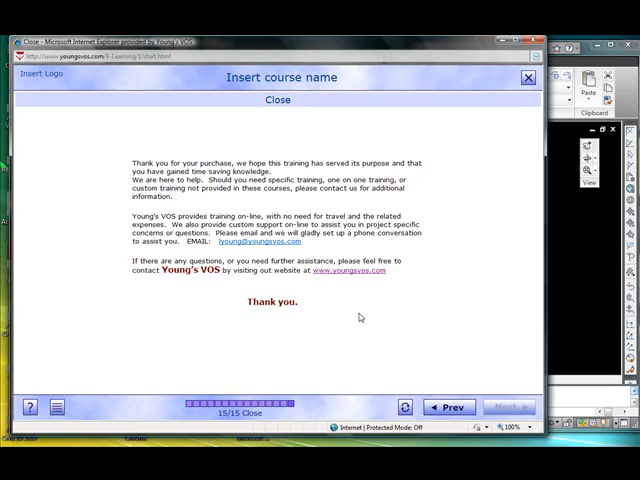 Close - Microsoft Internet Explorer provided by Young's VOS
http://www.youngsvos.com/E-Learning/1/start.html
Insert Logo
Insert course name
Close
Thank you for your purchase, we hope this training has served its purpose and that
you have gained time saving knowledge.
We are here to help. Should you need specific training, one on one training, or
custom training not provided in these courses, please contact us for additional
information.
Young's VOS provides training on-line, with no need for travel and the related
expenses. We also provide custom support on-line to assist you in project specific
concerns or questions. Please email and we will gladly set up a phone conversation
to assist you. EMAIL: lyoung@youngsvos.com
If there are any questions, or you need further assistance, please feel free to
contact Young's VOS by visiting out website at www.youngsvos.com
Thank you.
?
15/15 Close
Prev
Next
Internet | Protected Mode: Off
100%
Paste
Clipboard
View